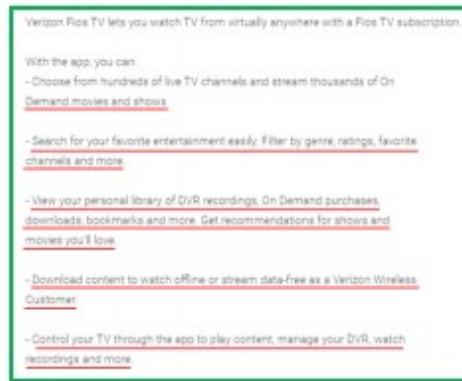 Verizon Fios TV lets you watch TV from virtually anywhere with a Fios TV subscription.
With the app, you can:
- Choose from hundreds of live TV channels and stream thousands of On
Demand movies and shows.
- Search for your favorite entertainment easily. Filter by genre, ratings, favorite
channels and more.
- View your personal library of DVR recordings, On Demand purchases,
downloads, bookmarks and more. Get recommendations for shows and
movies you'll love.
- Download content to watch offline or stream data-free as a Verizon Wireless
Customer.
- Control your TV through the app to play content, manage your DVR, watch
recordings and more.